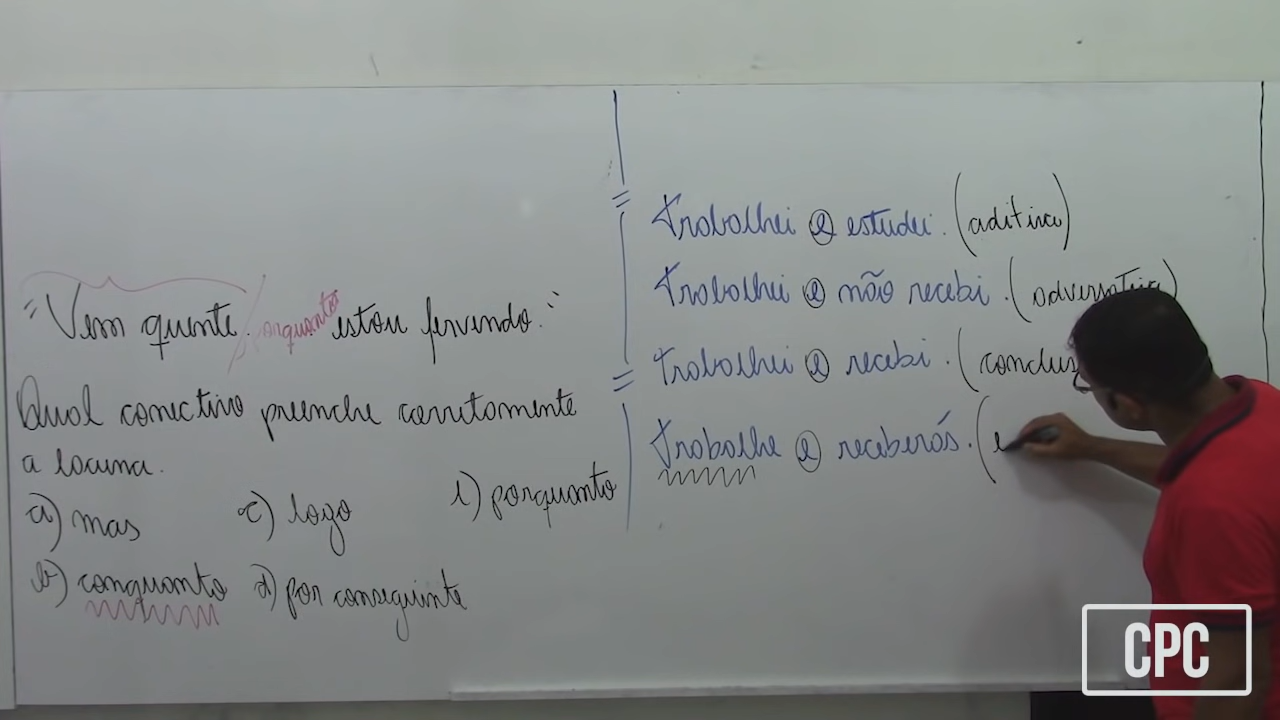 "Vem quente porquanto estou fervendo."
Qual conectivo preenche corretamente
a lacuna.
a) mas
c) logo
e) porquanto
b) conquanto
d) por conseguinte
Trabalhei e estudei. (aditiva)
Trabalhei e não recebi. (adversativa)
Trabalhei e recebi. (conclus
Trabalhe e receberás. (e
CPC